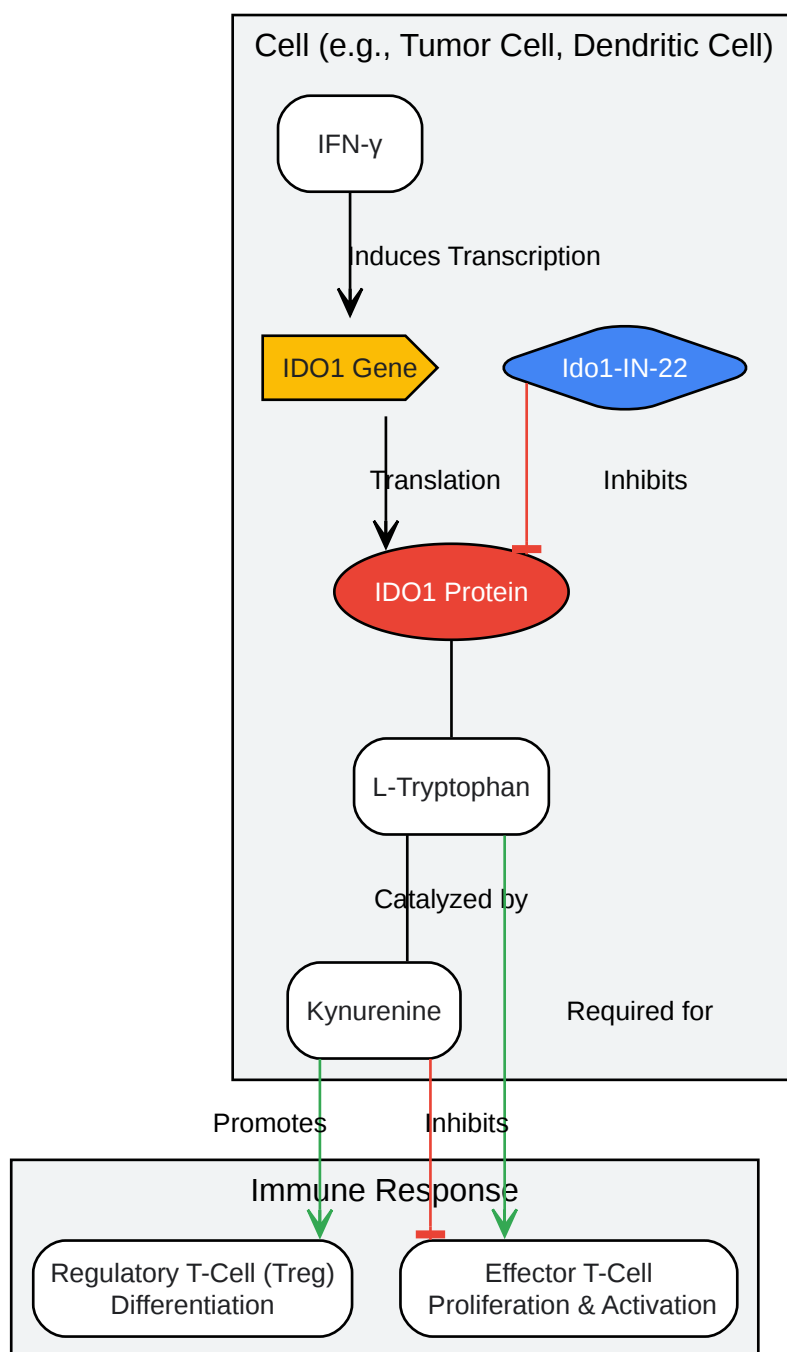 Cell (e.g., Tumor Cell, Dendritic Cell)
IFN-γ
Induces Transcription
IDO1 Gene
Ido1-IN-22
Translation
Inhibits
IDO1 Protein
L-Tryptophan
Catalyzed by
Kynurenine
Required for
Promotes
Inhibits
Immune Response
Regulatory T-Cell (Treg)
Differentiation
Effector T-Cell
Proliferation & Activation